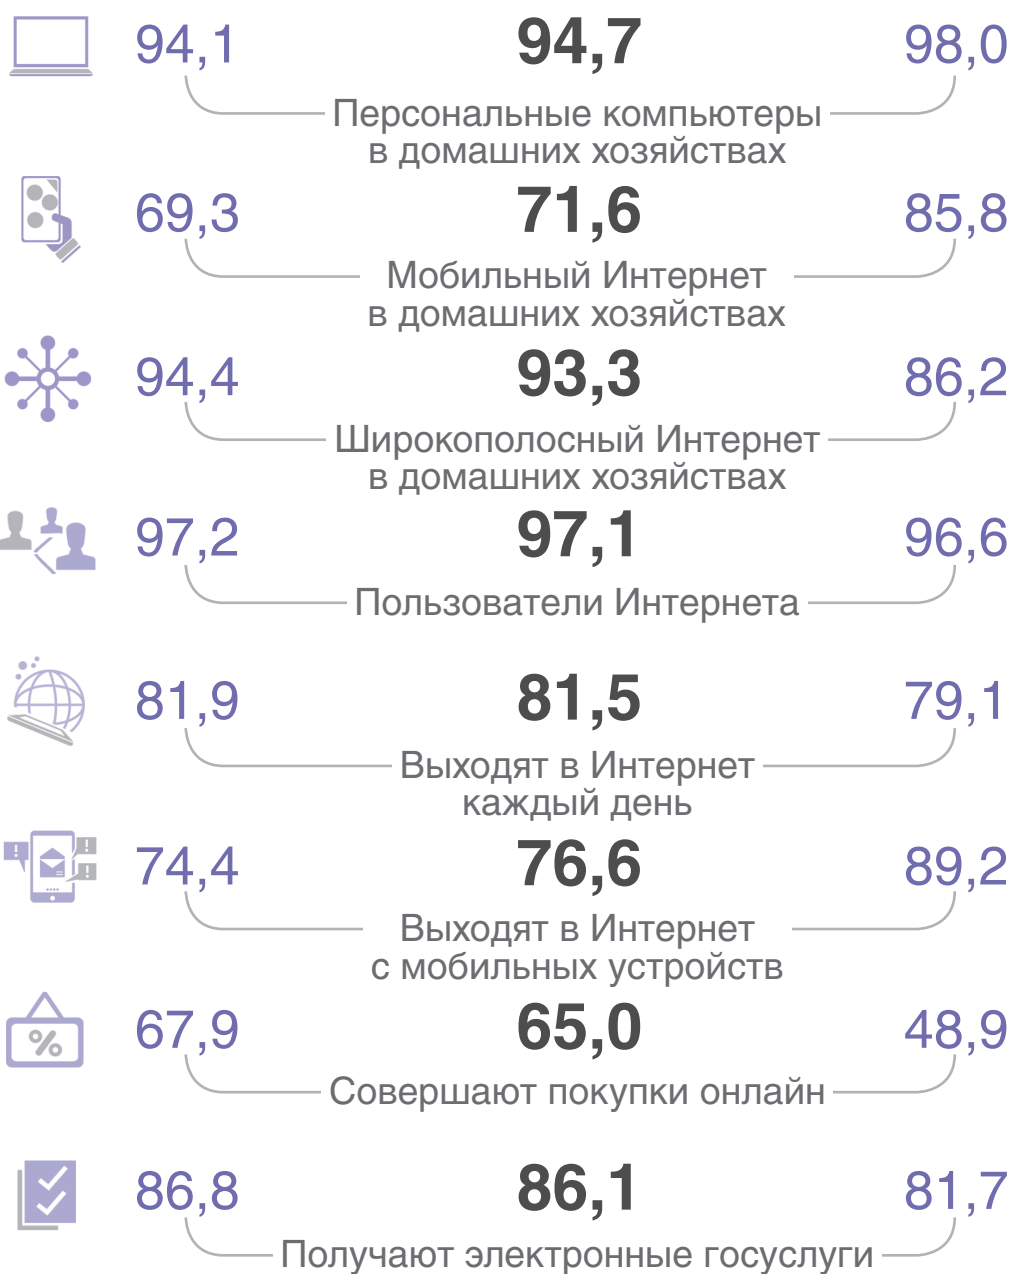 94,1 94,7 98,0
Персональные компьютеры
в домашних хозяйствах
69,3 71,6 85,8
Мобильный Интернет
в домашних хозяйствах
94,4 93,3 86,2
Широкополосный Интернет
в домашних хозяйствах
97,2 97,1 96,6
Пользователи Интернета
81,9 81,5 79,1
Выходят в Интернет
каждый день
74,4 76,6 89,2
Выходят в Интернет
с мобильных устройств
67,9 65,0 48,9
Совершают покупки онлайн
%
86,8 86,1 81,7
Получают электронные госуслуги